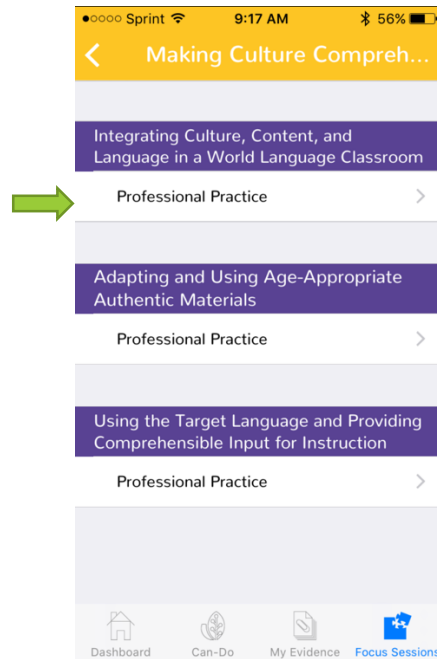 Sprint 9:17 AM 56%
Making Culture Compreh...
Integrating Culture, Content, and
Language in a World Language Classroom
Professional Practice
Adapting and Using Age-Appropriate
Authentic Materials
Professional Practice
Using the Target Language and Providing
Comprehensible Input for Instruction
Professional Practice
Dashboard Can-Do My Evidence Focus Sessions